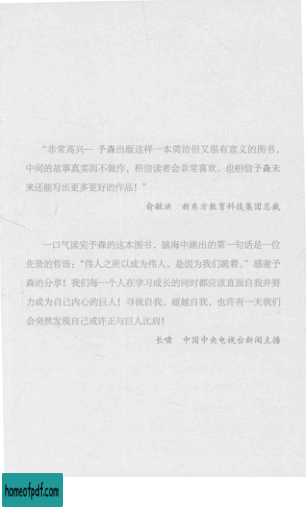 “非常高兴一 予森出版这样一本简洁但又很有意义的图书，
中间的故事真实而不做作，相信读者会非常喜欢。也相信予森未
来还能写出更多更好的作品！”
俞敏洪 新东方教育科技集团总裁
一口气读完予森的这本图书，脑海中跳出的第一句话是一位
先贤的哲语：“伟人之所以成为伟人，是因为我们跪着。”感谢予
森的分享！我们每一个人在学习成长的同时都应该直面自我并努
力成为自己内心的巨人！寻找自我，超越自我，也许有一天我们
会突然发现自己或许正与巨人比肩！
长啸 中国中央电视台新闻主播
homeofpdf.com